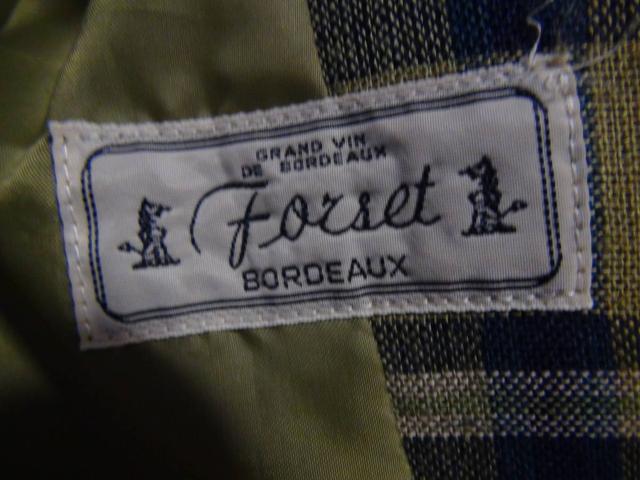 GRAND VIN
DE BORDEAUX
Forset
BORDEAUX